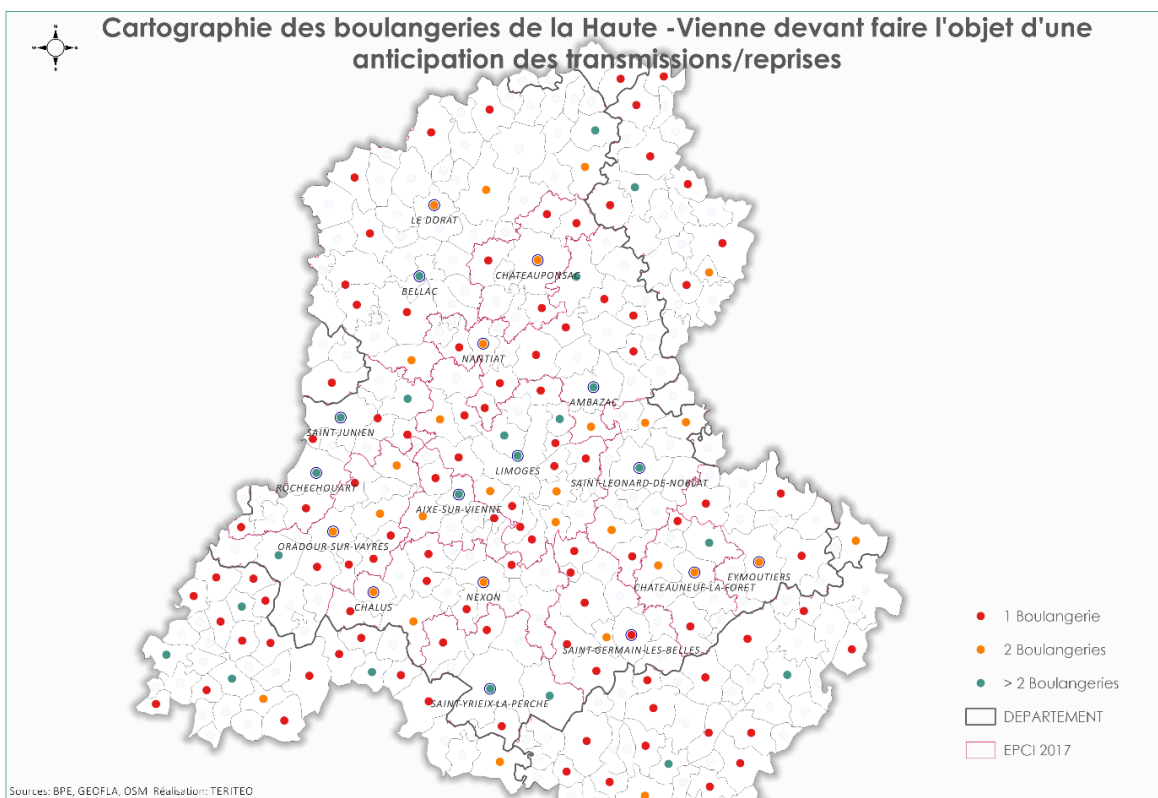 Cartographie des boulangeries de la Haute -Vienne devant faire l'objet d'une
anticipation des transmissions/reprises
N
S
LE DORAT
CHATEAUPONSAC
BELLAC
NANTIAT
AMBAZAC
SAINT-JUNIEN
LIMOGES
SAINT-LEONARD-DE-NOBLAT
ROCHECHOUART
AIXE-SUR-VIENNE
ORADOUR-SUR-VAYRES
EYMOUTIERS
CHATEAUNEUF-LA-FORET
CHALUS
NEXON
SAINT-GERMAIN-LES-BELLES
SAINT-YRIEIX-LA-PERCHE
1 Boulangerie
2 Boulangeries
> 2 Boulangeries
DEPARTEMENT
EPCI 2017
Sources: BPE, GEOFLA, OSM Réalisation: TERITEO